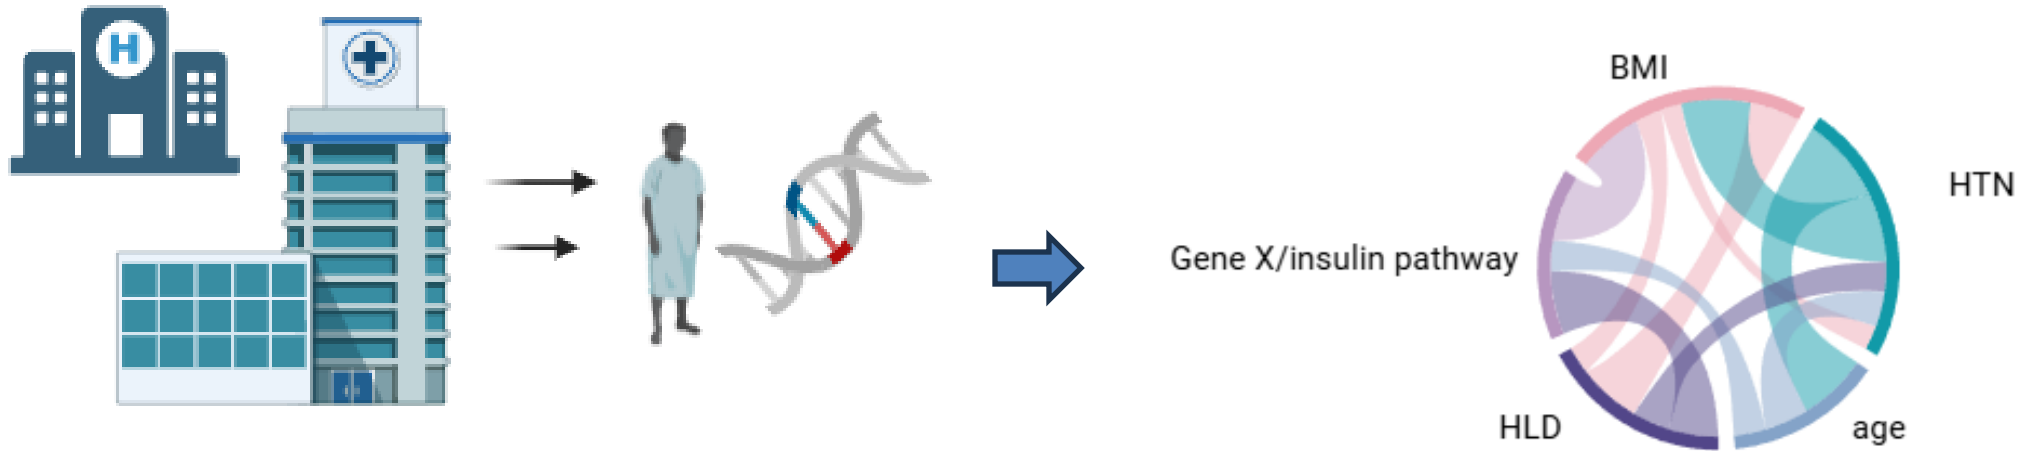 H
BMI
HTN
Gene X/insulin pathway
HLD
age